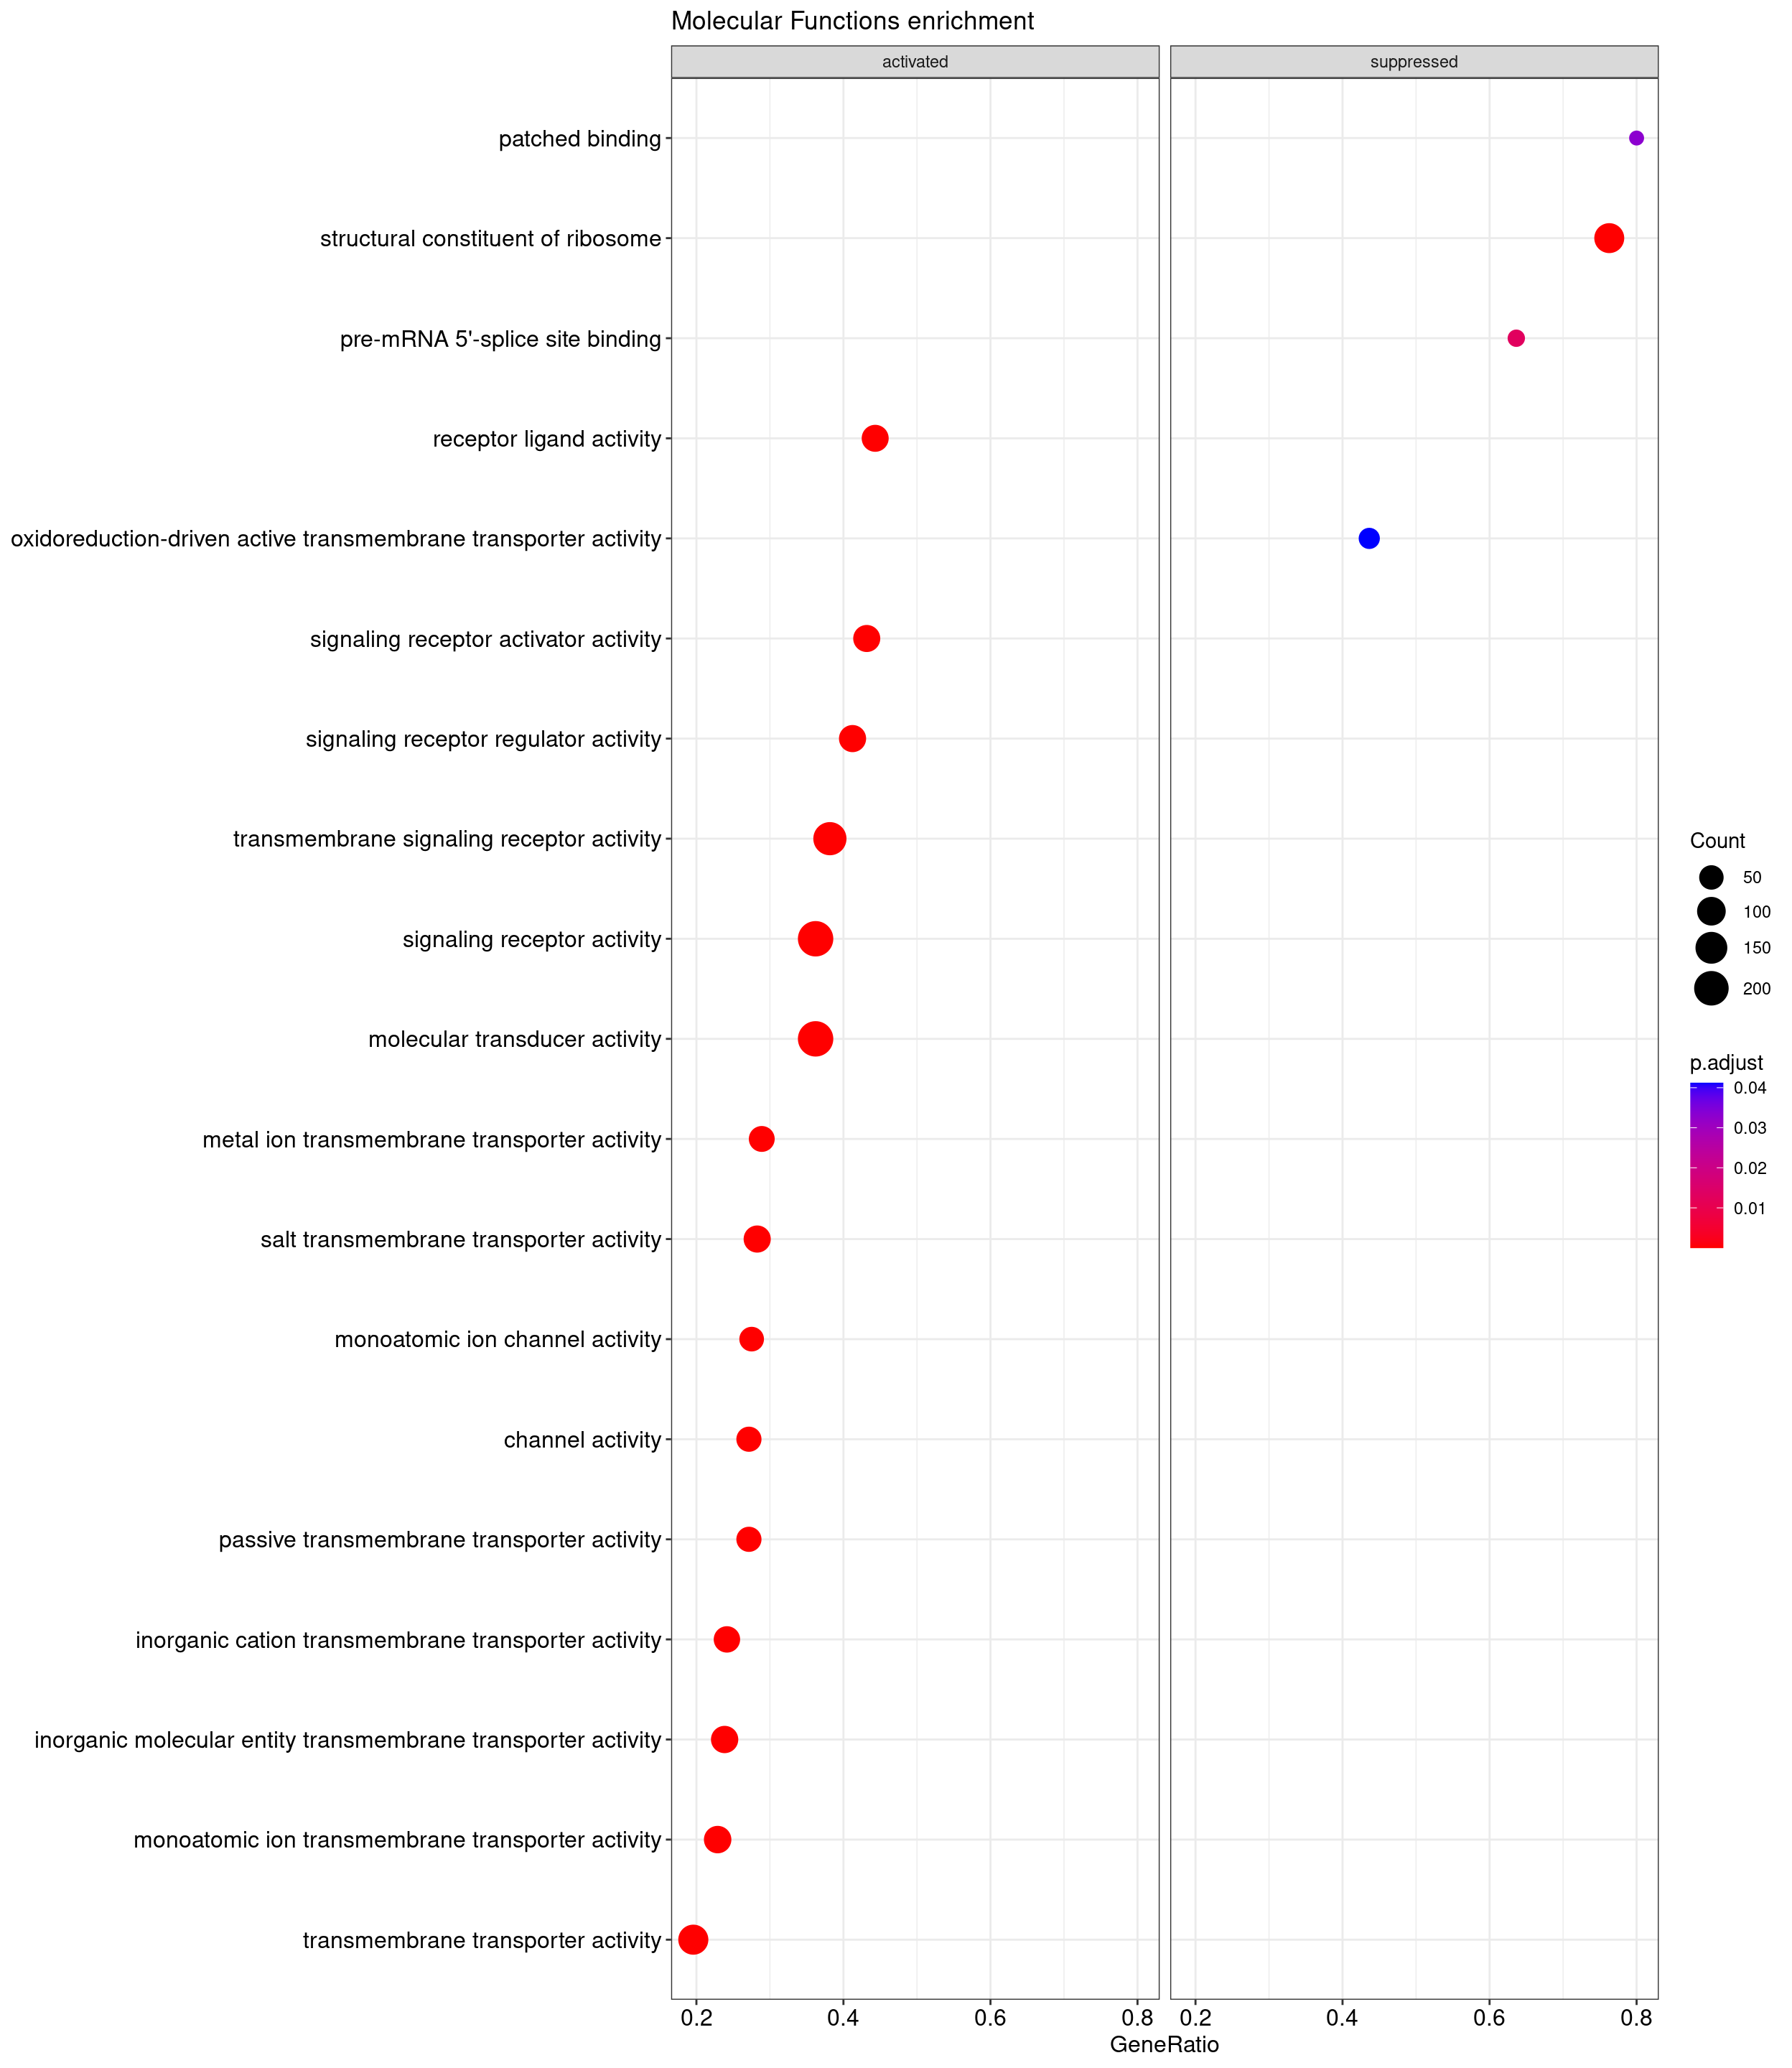 Molecular Functions enrichment
activated
suppressed
patched binding
structural constituent of ribosome
pre-mRNA 5'-splice site binding
receptor ligand activity
oxidoreduction-driven active transmembrane transporter activity
signaling receptor activator activity
signaling receptor regulator activity
transmembrane signaling receptor activity
signaling receptor activity
molecular transducer activity
metal ion transmembrane transporter activity
salt transmembrane transporter activity
monoatomic ion channel activity
channel activity
passive transmembrane transporter activity
inorganic cation transmembrane transporter activity
inorganic molecular entity transmembrane transporter activity
monoatomic ion transmembrane transporter activity
transmembrane transporter activity
0.2 0.4 0.6 0.8 0.2 0.4 0.6 0.8
GeneRatio
Count
50
100
150
200
p.adjust
0.04
0.03
0.02
0.01